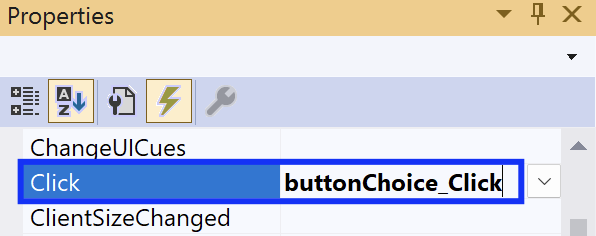 Properties
ChangeUICues
Click buttonChoice_Click
ClientSizeChanged